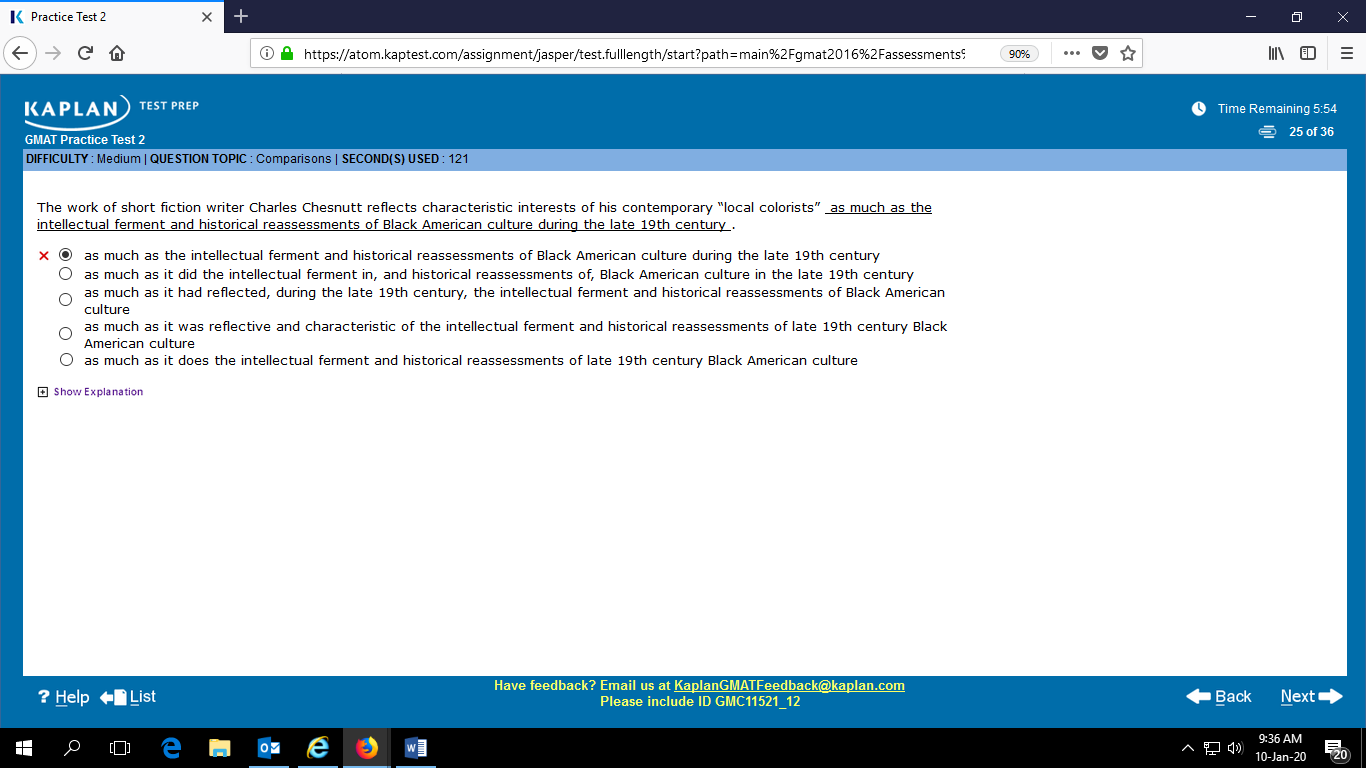 Practice Test 2
https://atom.kaptest.com/assignment/jasper/test.fulllength/start?path=main%2Fgmat2016%2Fassessments%
90%
KAPLAN TEST PREP
GMAT Practice Test 2
Time Remaining 5:54
25 of 36
DIFFICULTY : Medium | QUESTION TOPIC : Comparisons | SECOND(S) USED : 121
The work of short fiction writer Charles Chesnutt reflects characteristic interests of his contemporary “local colorists” as much as the
intellectual ferment and historical reassessments of Black American culture during the late 19th century .
as much as the intellectual ferment and historical reassessments of Black American culture during the late 19th century
as much as it did the intellectual ferment in, and historical reassessments of, Black American culture in the late 19th century
as much as it had reflected, during the late 19th century, the intellectual ferment and historical reassessments of Black American
culture
as much as it was reflective and characteristic of the intellectual ferment and historical reassessments of late 19th century Black
American culture
as much as it does the intellectual ferment and historical reassessments of late 19th century Black American culture
Show Explanation
Have feedback? Email us at KaplanGMATFeedback@kaplan.com
Please include ID GMC11521_12
? Help List
Back Next
9:36 AM
10-Jan-20
20